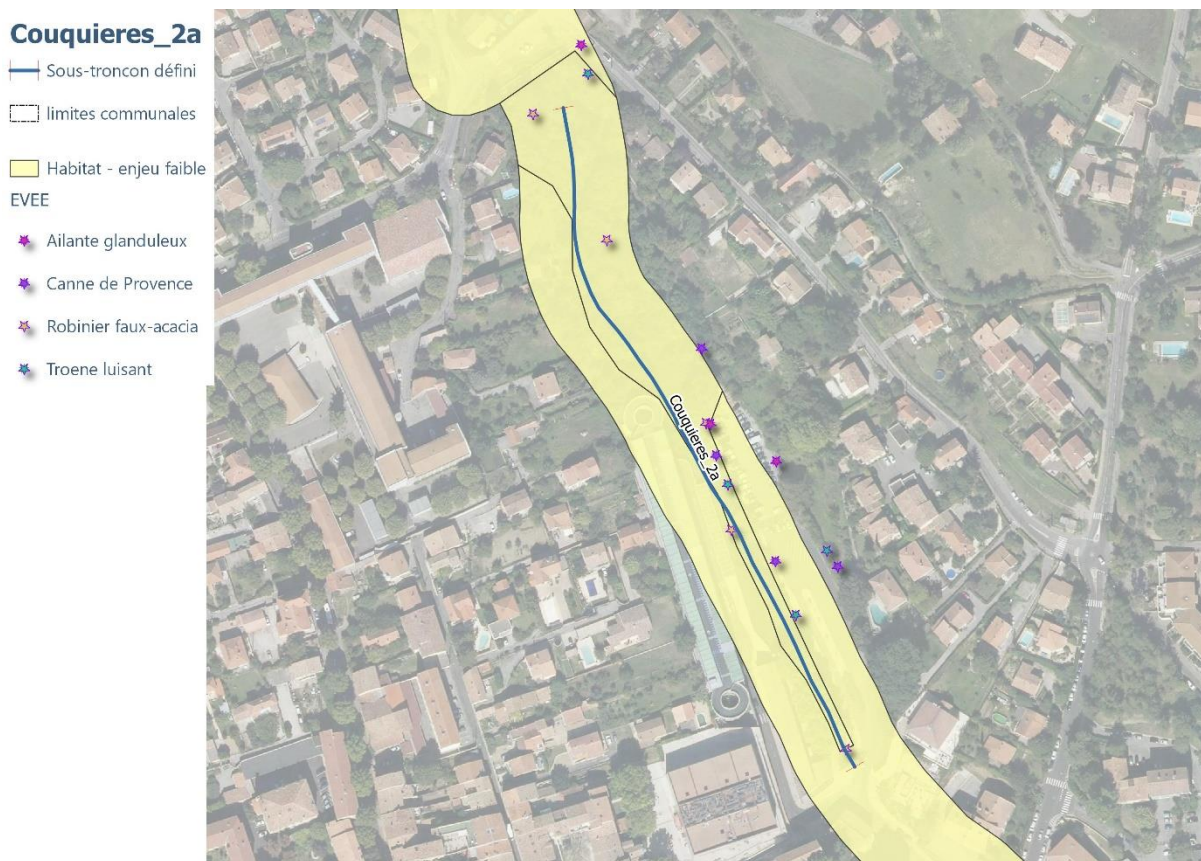 Couquieres_2a
Sous-troncon défini
limites communales
Habitat - enjeu faible
EVEE
Ailante glanduleux
Canne de Provence
Robinier faux-acacia
Troene luisant
Couquieres_2a